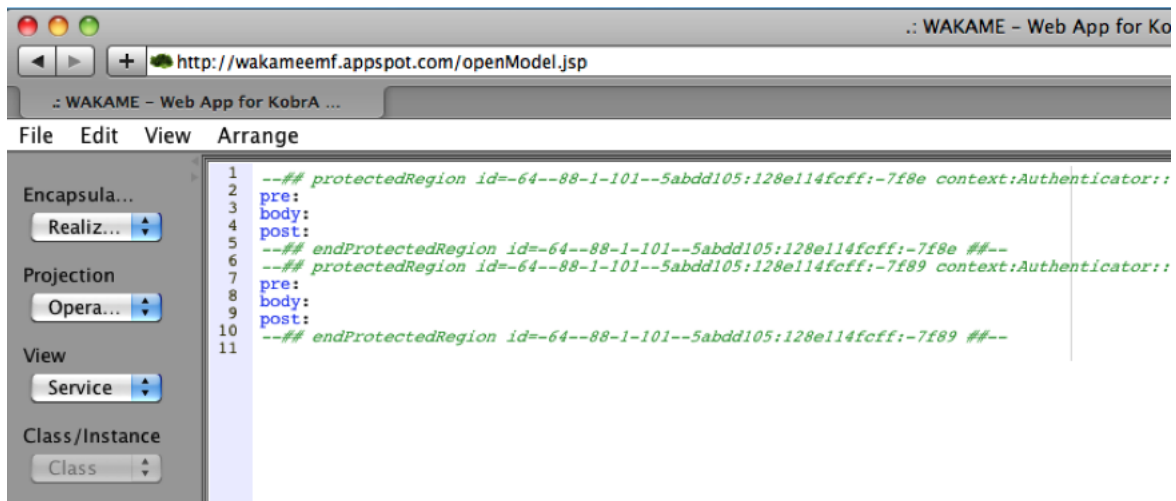 .: WAKAME – Web App for Ko
http://wakameemf.appspot.com/openModel.jsp
.: WAKAME – Web App for KobrA ...
File Edit View Arrange
Encapsula...
Realiz...
Projection
Opera...
View
Service
Class/Instance
Class
1 --## protectedRegion id=-64--88-1-101--5abdd105:128e114fcff:-7f8e context:Authenticator::
2 pre:
3 body:
4 post:
5 --## endProtectedRegion id=-64--88-1-101--5abdd105:128e114fcff:-7f8e ##--
6 --## protectedRegion id=-64--88-1-101--5abdd105:128e114fcff:-7f89 context:Authenticator::
7 pre:
8 body:
9 post:
10 --## endProtectedRegion id=-64--88-1-101--5abdd105:128e114fcff:-7f89 ##--
11